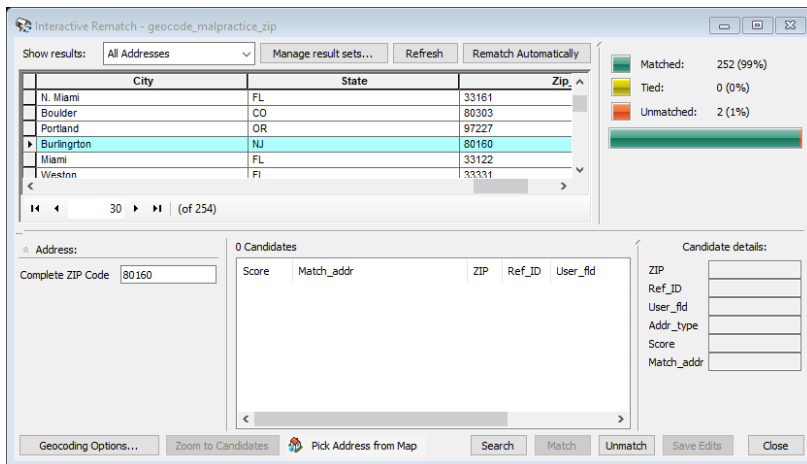 Interactive Rematch - geocode_malpractice_zip
Show results: All Addresses Manage result sets... Refresh Rematch Automatically
City State Zip_
N. Miami FL 33161
Boulder CO 80303
Portland OR 97227
Burlingrton NJ 80160
Miami FL 33122
Weston FL 33331
30 (of 254)
Matched: 252 (99%)
Tied: 0 (0%)
Unmatched: 2 (1%)
Address:
Complete ZIP Code 80160
0 Candidates
Score Match_addr ZIP Ref_ID User_fld
Candidate details:
ZIP
Ref_ID
User_fld
Addr_type
Score
Match_addr
Geocoding Options... Zoom to Candidates Pick Address from Map Search Match Unmatch Save Edits Close